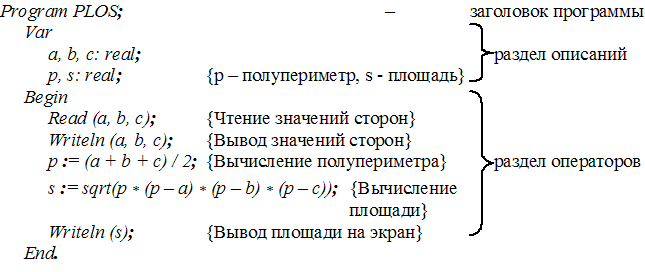 Program PLOS; – заголовок программы
Var
a, b, c: real;
p, s: real; {p – полупериметр, s - площадь}
раздел описаний
Begin
Read (a, b, c); {Чтение значений сторон}
Writeln (a, b, c); {Вывод значений сторон}
p := (a + b + c) / 2; {Вычисление полупериметра}
раздел операторов
s := sqrt(p * (p – a) * (p – b) * (p – c)); {Вычисление
площади}
Writeln (s); {Вывод площади на экран}
End.